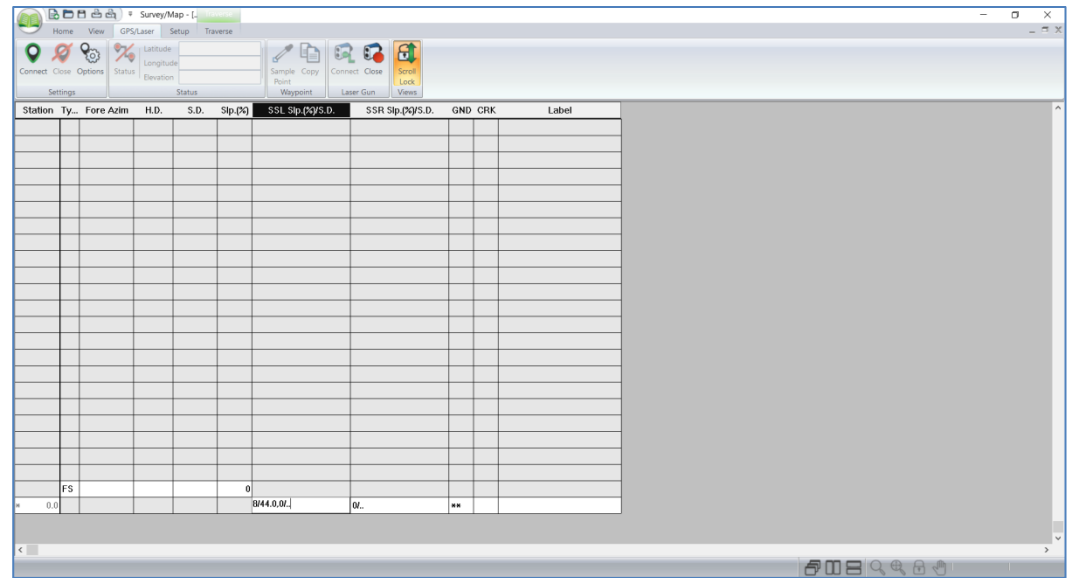 Survey/Map - [.
Home View GPS/Laser Setup Traverse
Connect Close Options Status Latitude Longitude Elevation Sample Point Copy Connect Close Scroll Lock
Settings Status Waypoint Laser Gun Views
Station Ty... Fore Azim H.D. S.D. Slp.(%) SSL Slp.(%)/S.D. SSR Slp.(%)/S.D. GND CRK Label
FS 0
* 0.0 8/44.0,0/.. 0/.. **